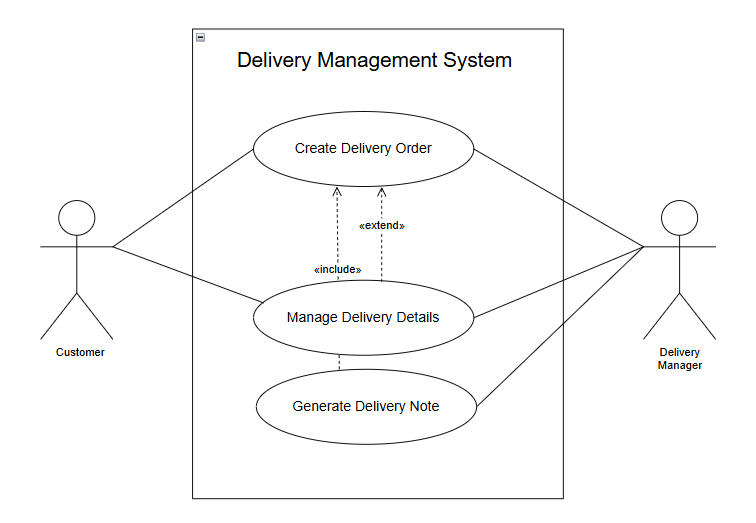 Delivery Management System
Create Delivery Order
«extend»
«include»
Manage Delivery Details
Customer
Delivery
Manager
Generate Delivery Note